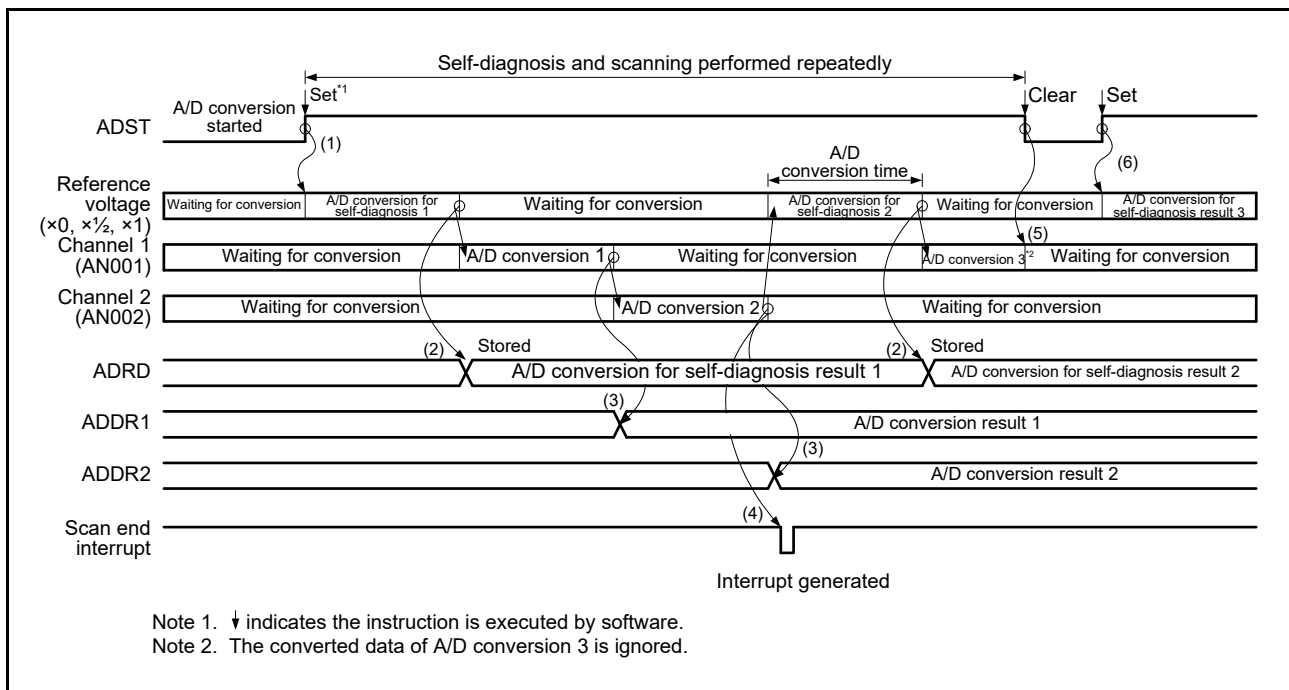 Self-diagnosis and scanning performed repeatedly
A/D conversion
started
Set*1
Clear
Set
ADST
(1)
A/D
conversion time
(6)
Reference
voltage
(×0, ×½, ×1)
Waiting for conversion
A/D conversion for
self-diagnosis 1
Waiting for conversion
A/D conversion for
self-diagnosis 2
Waiting for conversion
A/D conversion for
self-diagnosis result 3
(5)
Channel 1
(AN001)
Waiting for conversion
A/D conversion 1
Waiting for conversion
A/D conversion 3*2
Waiting for conversion
Channel 2
(AN002)
Waiting for conversion
A/D conversion 2
Waiting for conversion
(2)
Stored
(2)
Stored
ADRD
A/D conversion for self-diagnosis result 1
A/D conversion for self-diagnosis result 2
(3)
ADDR1
A/D conversion result 1
(3)
ADDR2
A/D conversion result 2
(4)
Scan end
interrupt
Interrupt generated
Note 1. ↓ indicates the instruction is executed by software.
Note 2. The converted data of A/D conversion 3 is ignored.